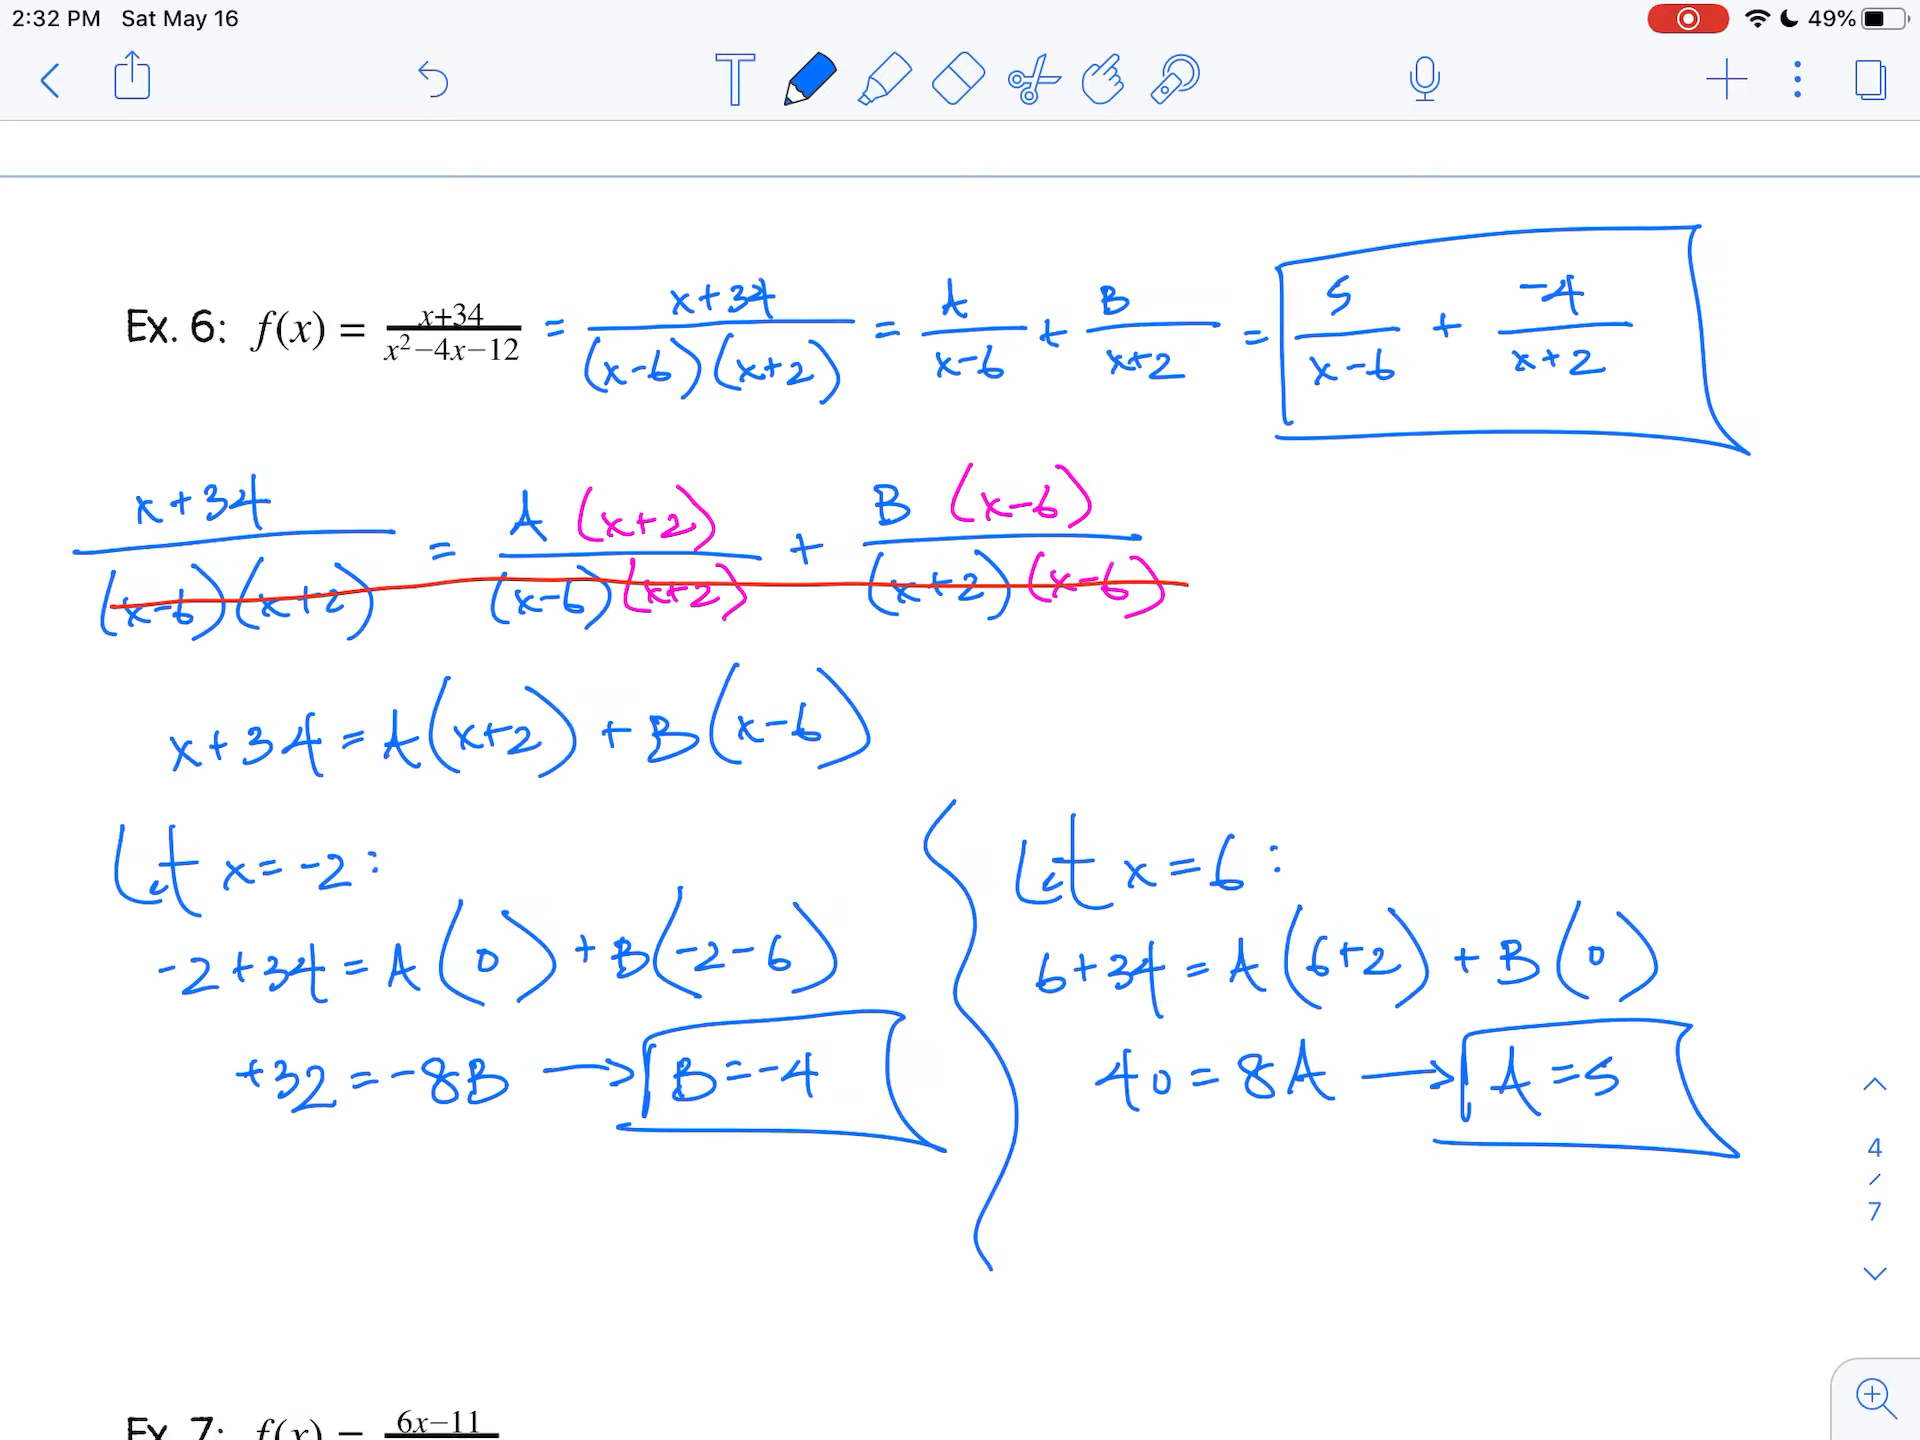 2:32 PM Sat May 16 49%
T
Ex. 6: f(x) = x+34 / x²−4x−12 = x+34 / (x-6)(x+2) = A / x-6 + B / x+2 = 5 / x-6 + -4 / x+2
x+34 / (x-6)(x+2) = A(x+2) / (x-6)(x+2) + B(x-6) / (x+2)(x-6)
x+34 = A(x+2) + B(x-6)
Let x=-2:
-2+34 = A(0) + B(-2-6)
+32 = -8B → B=-4
Let x=6:
6+34 = A(6+2) + B(0)
40 = 8A → A=5
4
/
7
Ex. 7: f(x) = 6x−11